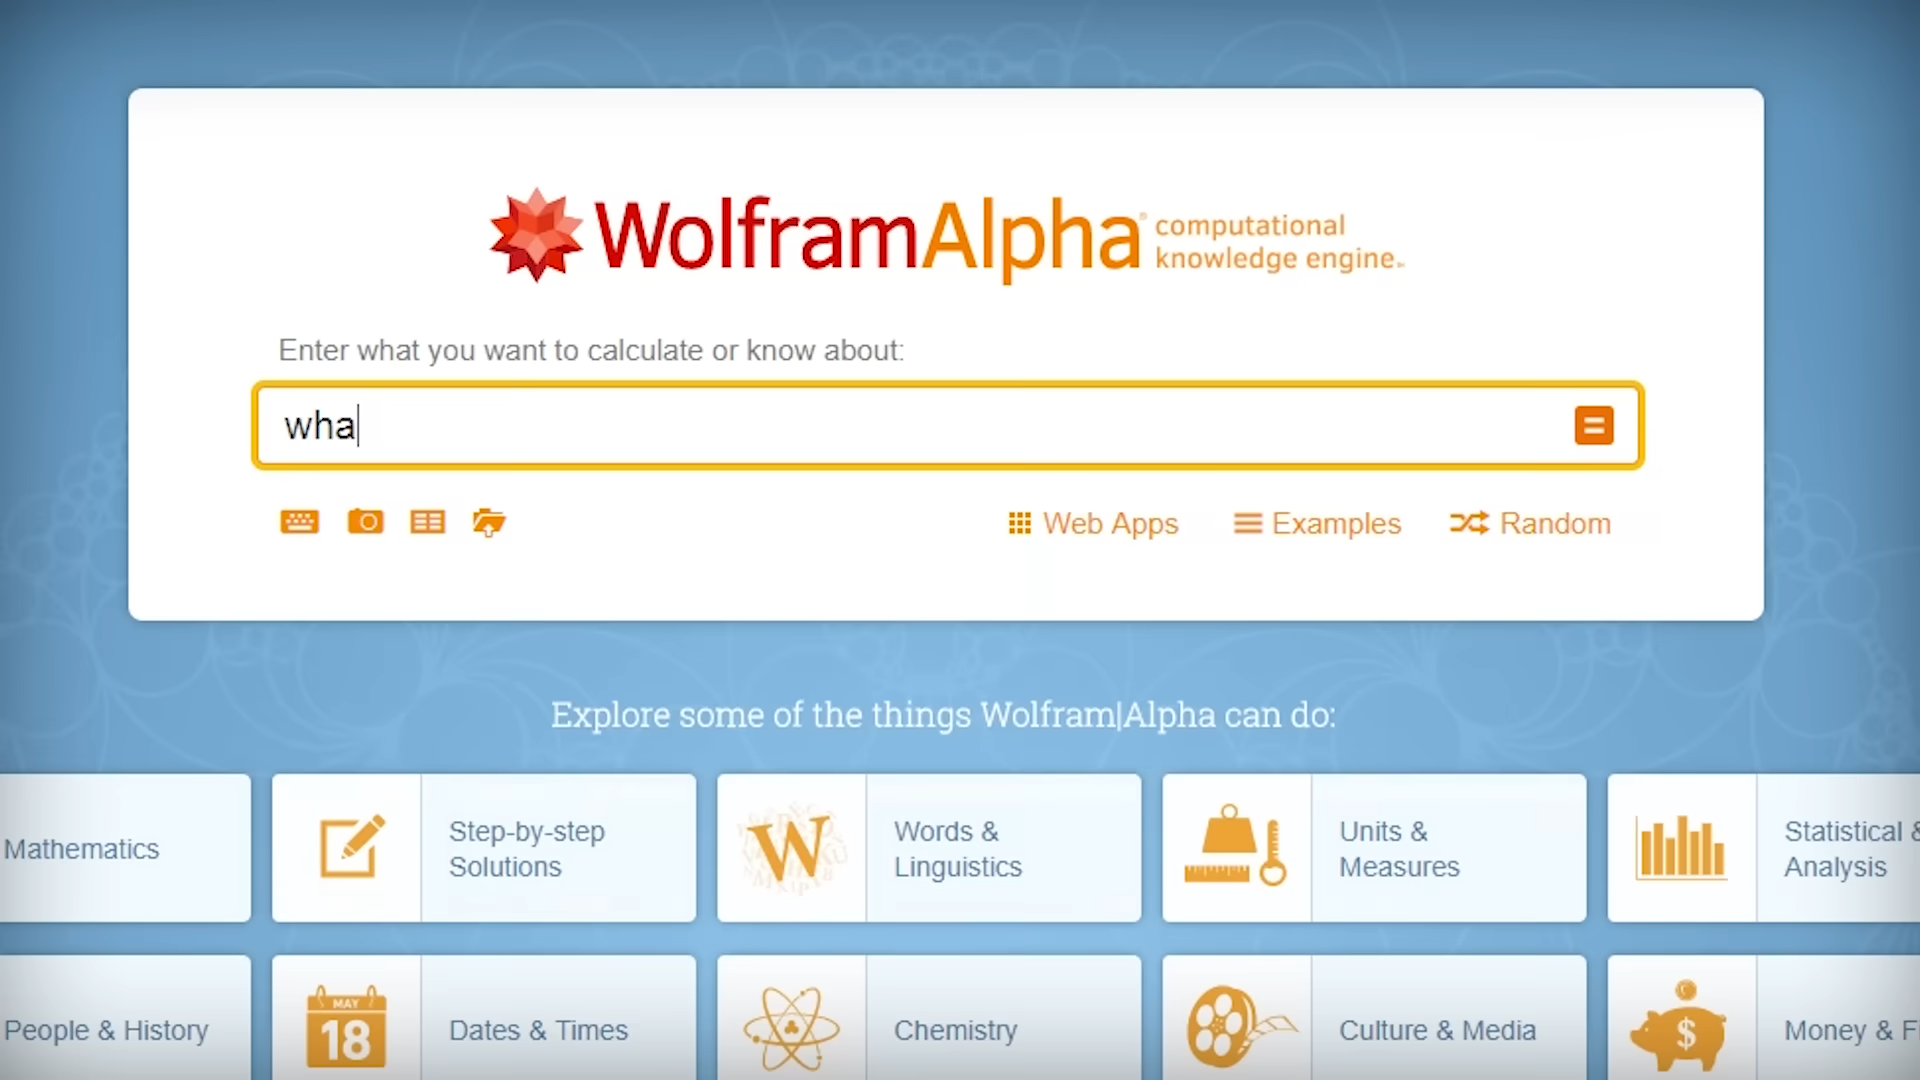 WolframAlpha computational
knowledge engine
Enter what you want to calculate or know about:
wha
Web Apps Examples Random
Explore some of the things Wolfram|Alpha can do:
Mathematics
Step-by-step
Solutions
W
Words &
Linguistics
Units &
Measures
Statistical &
Analysis
People & History
MAY
18
Dates & Times
Chemistry
Culture & Media
$
Money & F